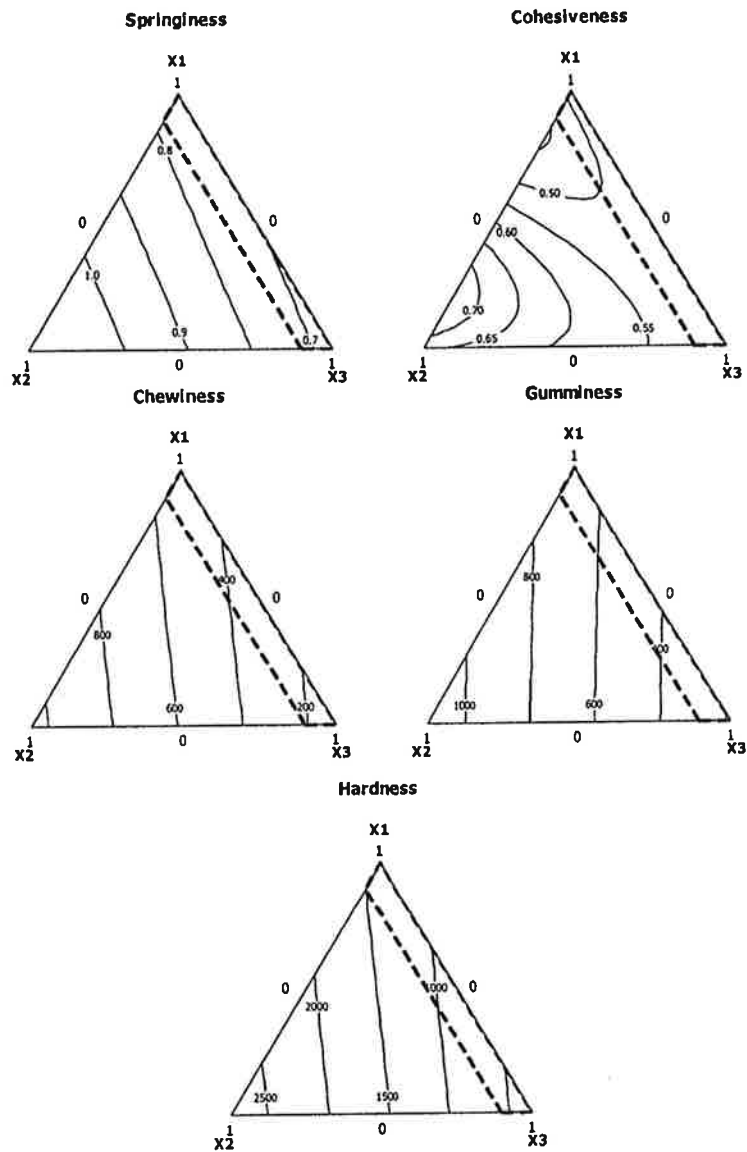 Springiness Cohesiveness
X1 X1
1 1
0.8
0.50
0 0 0 0
0.60
1.0
0.70
0.9 0.7 0.65 0.55
1 0 1 1 0 1
X2 X3 X2 X3
Chewiness Gumminess
X1 X1
1 1
400 800
0 0 0 0
800
600 200 1000 600
1 0 1 1 0 1
X2 X3 X2 X3
Hardness
X1
1
0 1000 0
2000
2500 1500
1 0 1
X2 X3